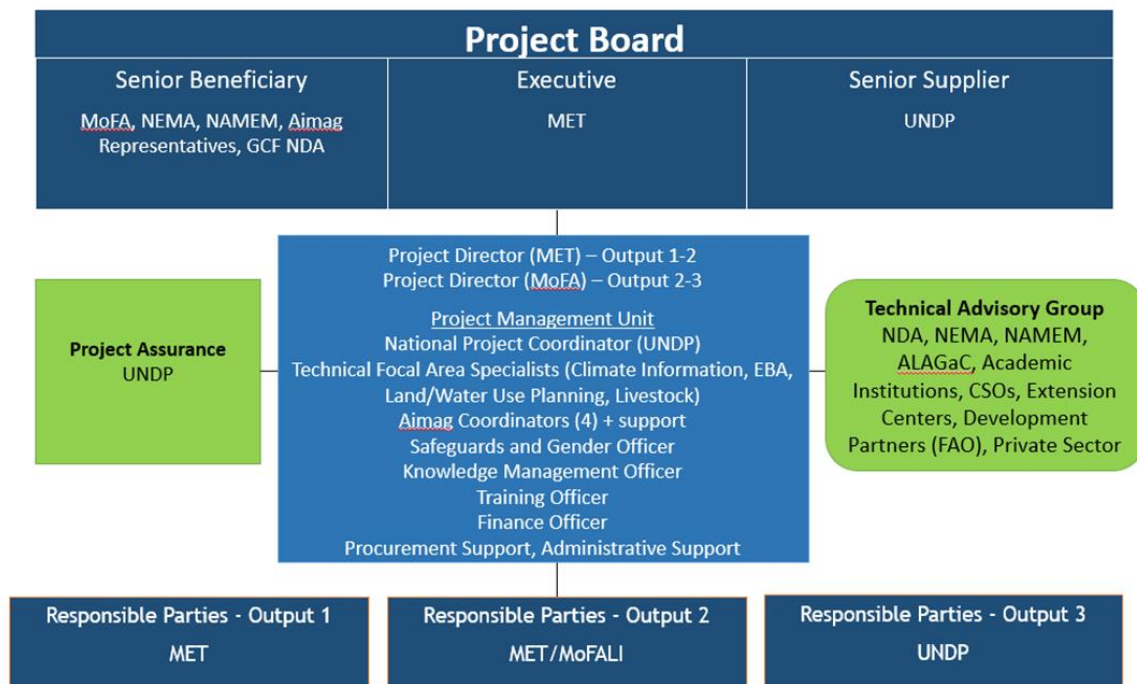 Project Board
Senior Beneficiary
MoFA, NEMA, NAMEM, Aimag
Representatives, GCF NDA
Executive
MET
Senior Supplier
UNDP
Project Assurance
UNDP
Project Director (MET) – Output 1-2
Project Director (MoFA) – Output 2-3
Project Management Unit
National Project Coordinator (UNDP)
Technical Focal Area Specialists (Climate Information, EBA,
Land/Water Use Planning, Livestock)
Aimag Coordinators (4) + support
Safeguards and Gender Officer
Knowledge Management Officer
Training Officer
Finance Officer
Procurement Support, Administrative Support
Technical Advisory Group
NDA, NEMA, NAMEM,
ALAGaC, Academic
Institutions, CSOs, Extension
Centers, Development
Partners (FAO), Private Sector
Responsible Parties - Output 1
MET
Responsible Parties - Output 2
MET/MoFALI
Responsible Parties - Output 3
UNDP